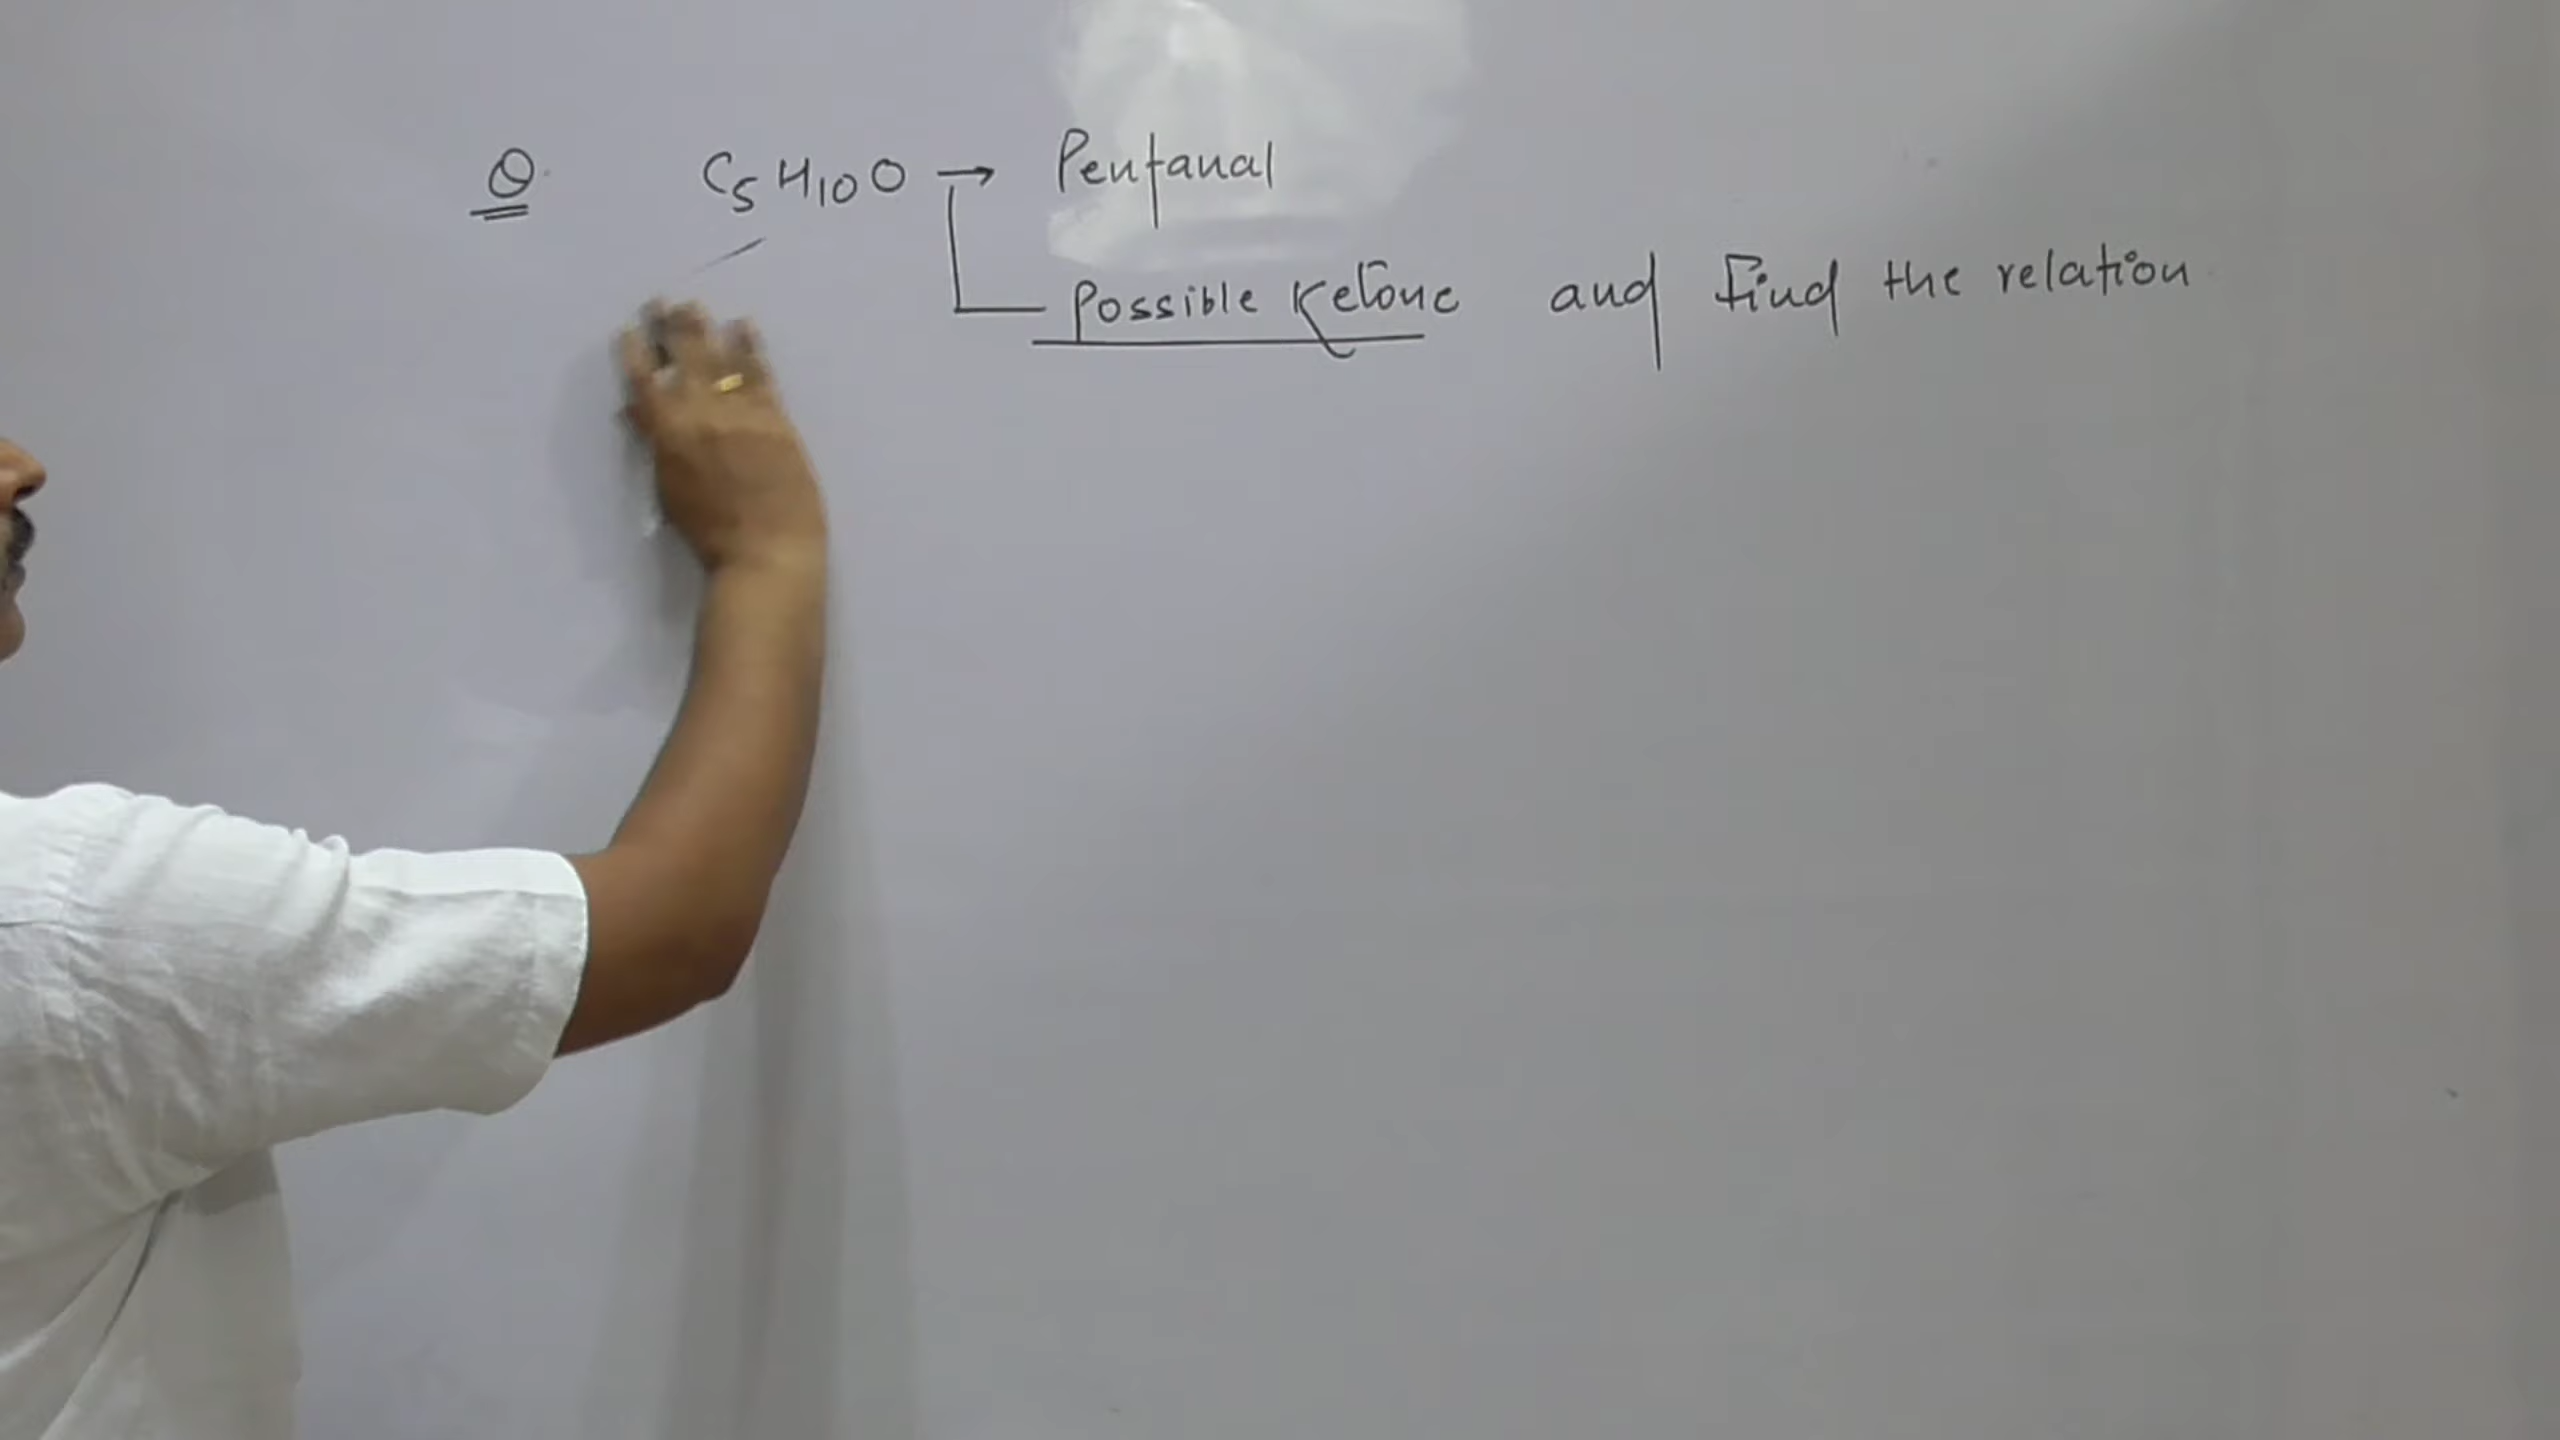 Q. C5H10O → Pentanal
Possible Ketone and Find the relation